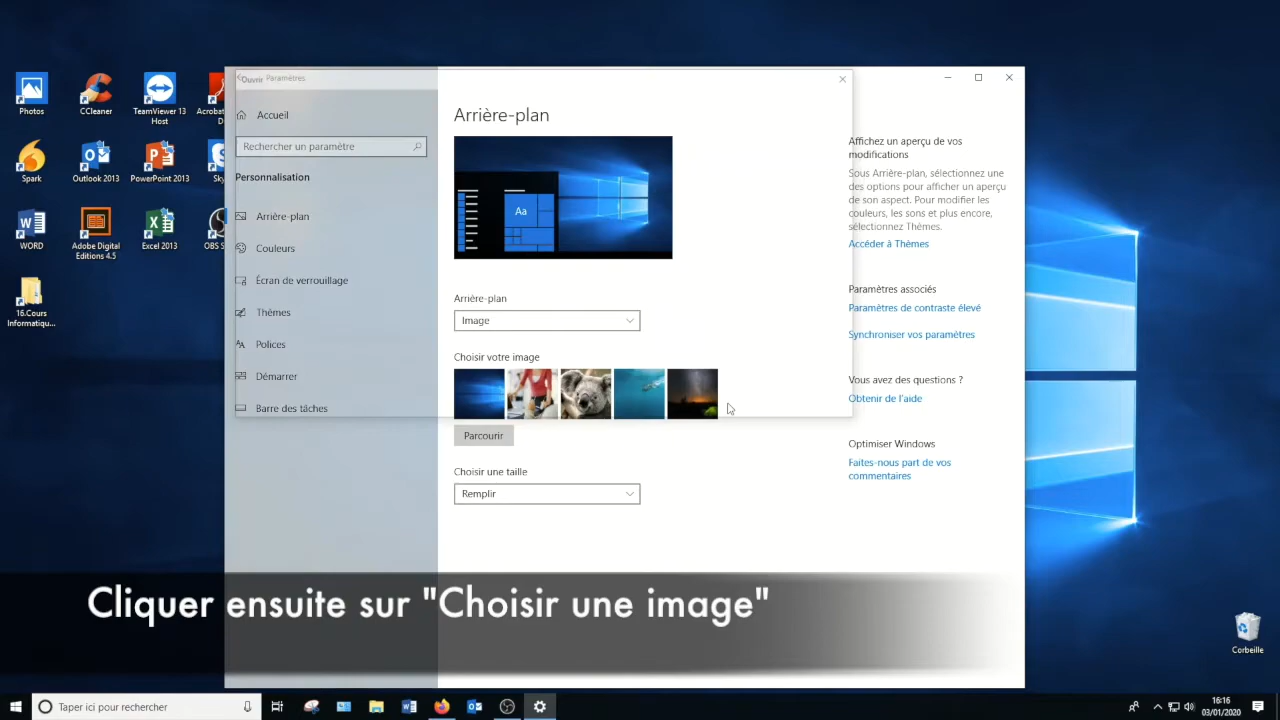 Photos
CCleaner
TeamViewer 13
Host
Acrobat
D
Spark
Outlook 2013
PowerPoint 2013
Sky
WORD
Adobe Digital
Editions 4.5
Excel 2013
OBS S
16.Cours
Informatiqu...
Ouvrir
Paramètres
Accueil
Rechercher un paramètre
Personnalisation
Arrière-plan
Couleurs
Écran de verrouillage
Thèmes
Polices
Démarrer
Barre des tâches
Arrière-plan
Aa
Arrière-plan
Image
Choisir votre image
Parcourir
Choisir une taille
Remplir
Affichez un aperçu de vos
modifications
Sous Arrière-plan, sélectionnez une
des options pour afficher un aperçu
de son aspect. Pour modifier les
couleurs, les sons et plus encore,
sélectionnez Thèmes.
Accéder à Thèmes
Paramètres associés
Paramètres de contraste élevé
Synchroniser vos paramètres
Vous avez des questions ?
Obtenir de l'aide
Optimiser Windows
Faites-nous part de vos
commentaires
Cliquer ensuite sur "Choisir une image"
Corbeille
Taper ici pour rechercher
16:16
03/01/2020